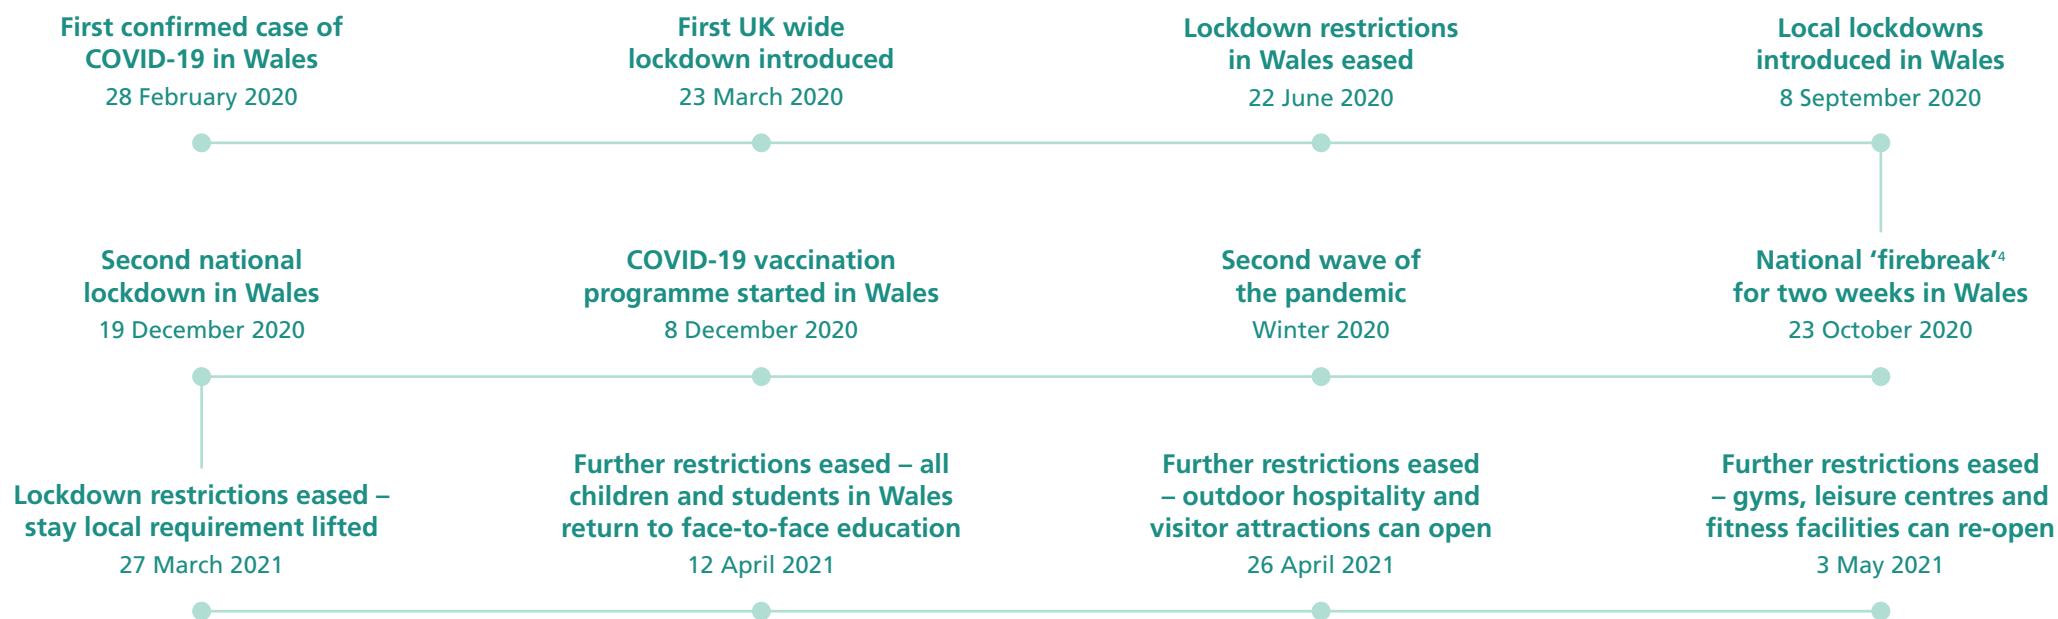 First confirmed case of
COVID-19 in Wales
28 February 2020
First UK wide
lockdown introduced
23 March 2020
Lockdown restrictions
in Wales eased
22 June 2020
Local lockdowns
introduced in Wales
8 September 2020
Second national
lockdown in Wales
19 December 2020
COVID-19 vaccination
programme started in Wales
8 December 2020
Second wave of
the pandemic
Winter 2020
National ‘firebreak’⁴
for two weeks in Wales
23 October 2020
Lockdown restrictions eased –
stay local requirement lifted
27 March 2021
Further restrictions eased – all
children and students in Wales
return to face-to-face education
12 April 2021
Further restrictions eased
– outdoor hospitality and
visitor attractions can open
26 April 2021
Further restrictions eased
– gyms, leisure centres and
fitness facilities can re-open
3 May 2021